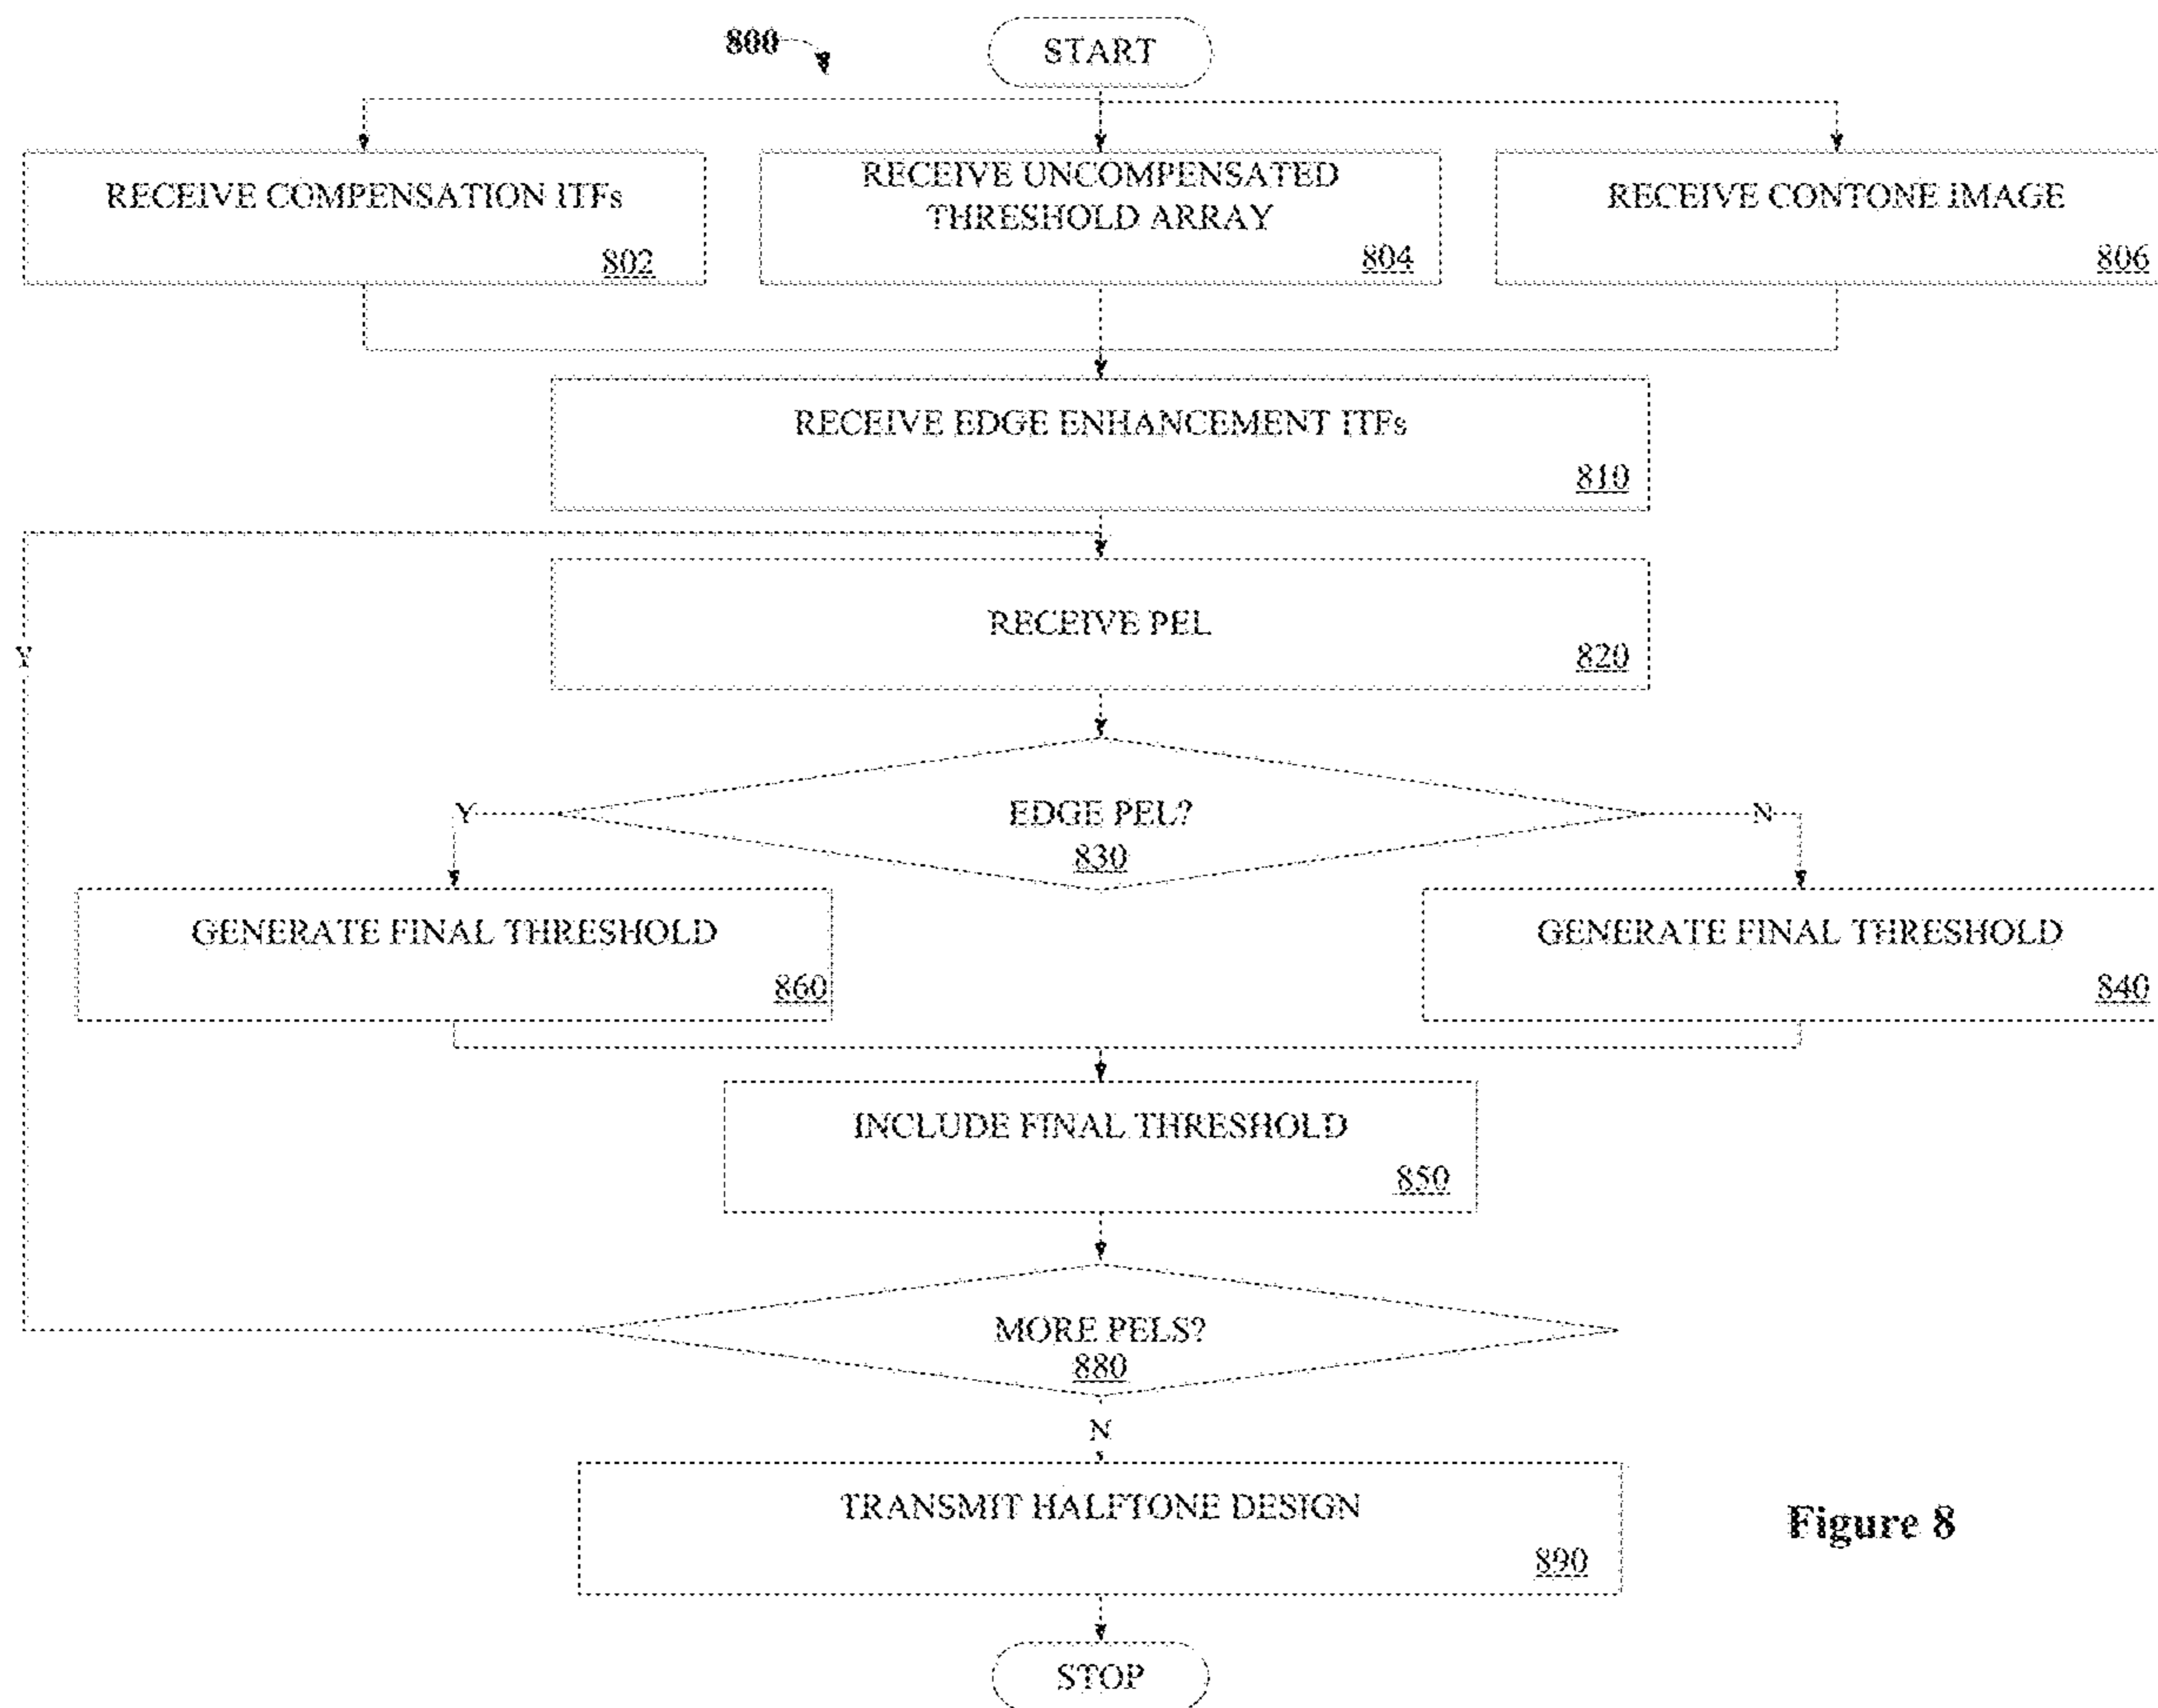 800
START
RECEIVE COMPENSATION ITFs
802
RECEIVE UNCOMPENSATED
THRESHOLD ARRAY
804
RECEIVE CONTONE IMAGE
806
RECEIVE EDGE ENHANCEMENT ITFs
810
RECEIVE PEL
820
Y
EDGE PEL?
830
Y
N
GENERATE FINAL THRESHOLD
860
GENERATE FINAL THRESHOLD
840
INCLUDE FINAL THRESHOLD
850
MORE PELS?
880
N
TRANSMIT HALFTONE DESIGN
890
Figure 8
STOP